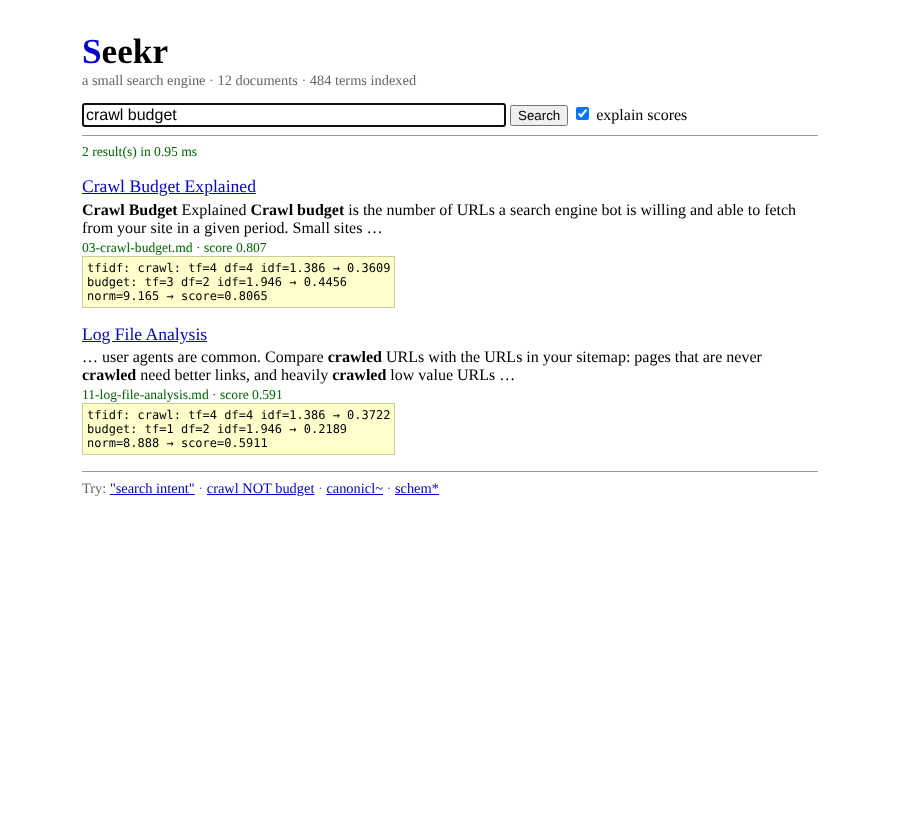 Seekr
a small search engine · 12 documents · 484 terms indexed
crawl budget Search explain scores
2 result(s) in 0.95 ms
Crawl Budget Explained
Crawl Budget Explained Crawl budget is the number of URLs a search engine bot is willing and able to fetch
from your site in a given period. Small sites …
03-crawl-budget.md · score 0.807
tfidf: crawl: tf=4 df=4 idf=1.386 → 0.3609
budget: tf=3 df=2 idf=1.946 → 0.4456
norm=9.165 → score=0.8065
Log File Analysis
… user agents are common. Compare crawled URLs with the URLs in your sitemap: pages that are never
crawled need better links, and heavily crawled low value URLs …
11-log-file-analysis.md · score 0.591
tfidf: crawl: tf=4 df=4 idf=1.386 → 0.3722
budget: tf=1 df=2 idf=1.946 → 0.2189
norm=8.888 → score=0.5911
Try: "search intent" · crawl NOT budget · canonicl~ · schem*